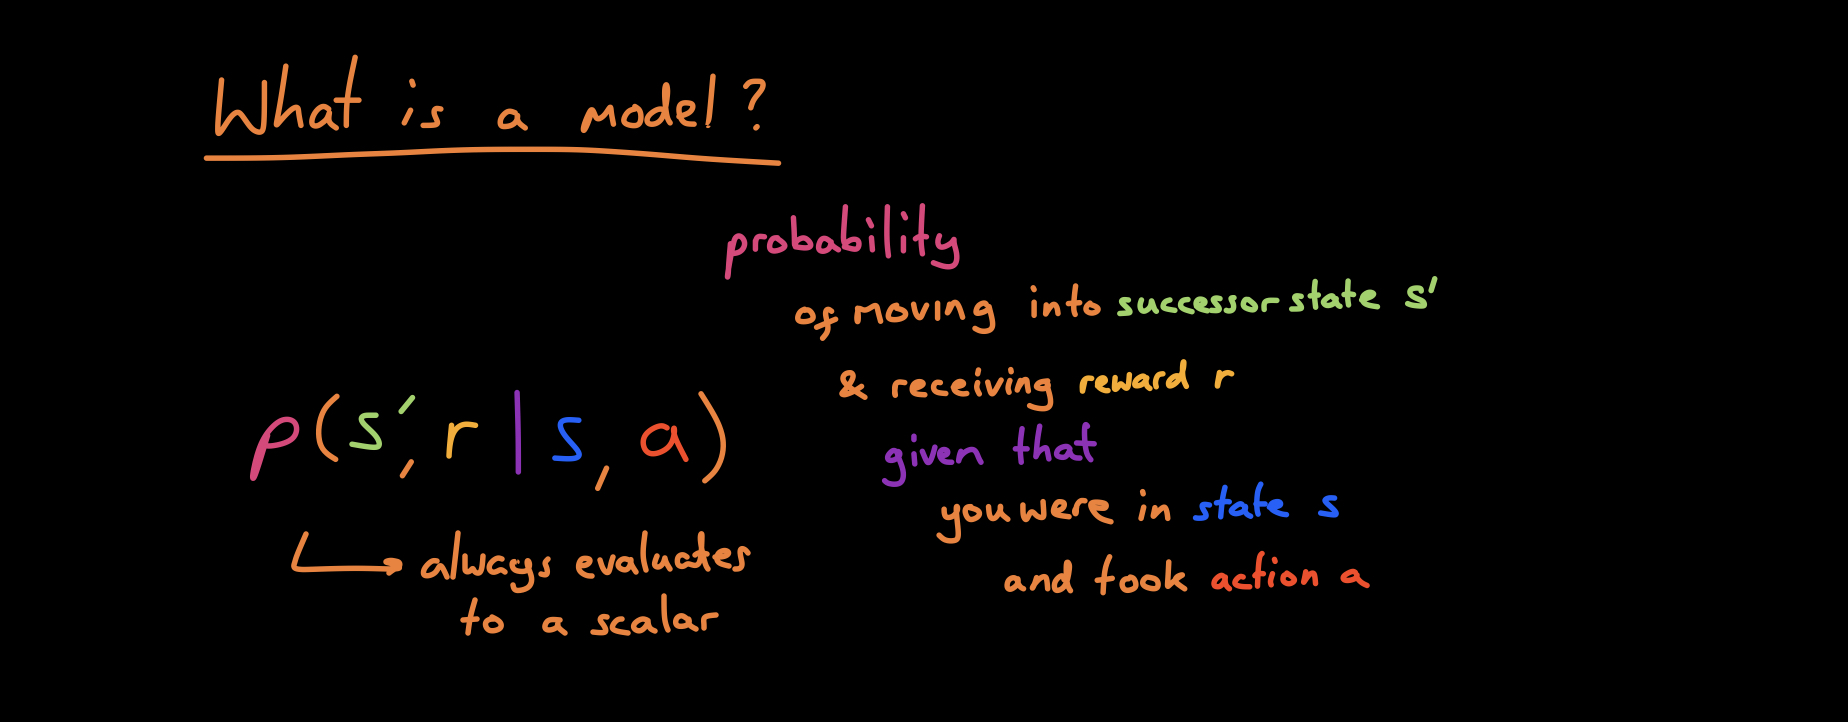 What is a model?
probability
of moving into successor state s'
& receiving reward r
given that
you were in state s
and took action a
p(s', r | s, a)
always evaluates
to a scalar